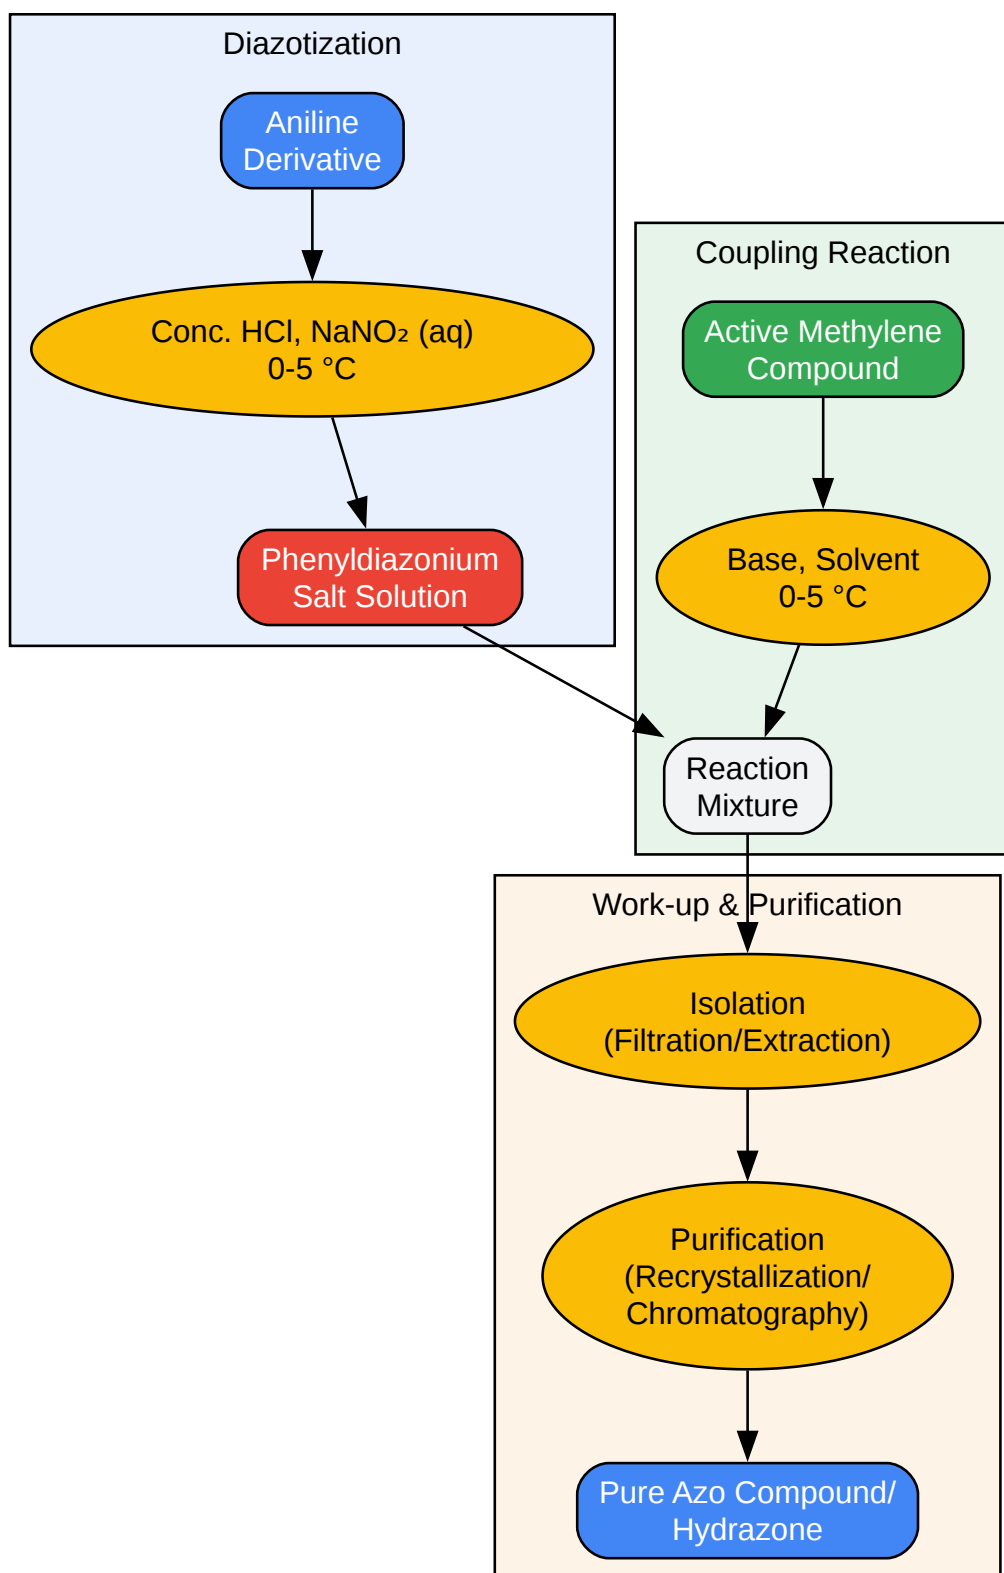 Diazotization
Aniline
Derivative
Conc. HCl, NaNO₂ (aq)
0-5 °C
Phenyldiazonium
Salt Solution
Coupling Reaction
Active Methylene
Compound
Base, Solvent
0-5 °C
Reaction
Mixture
Work-up & Purification
Isolation
(Filtration/Extraction)
Purification
(Recrystallization/
Chromatography)
Pure Azo Compound/
Hydrazone